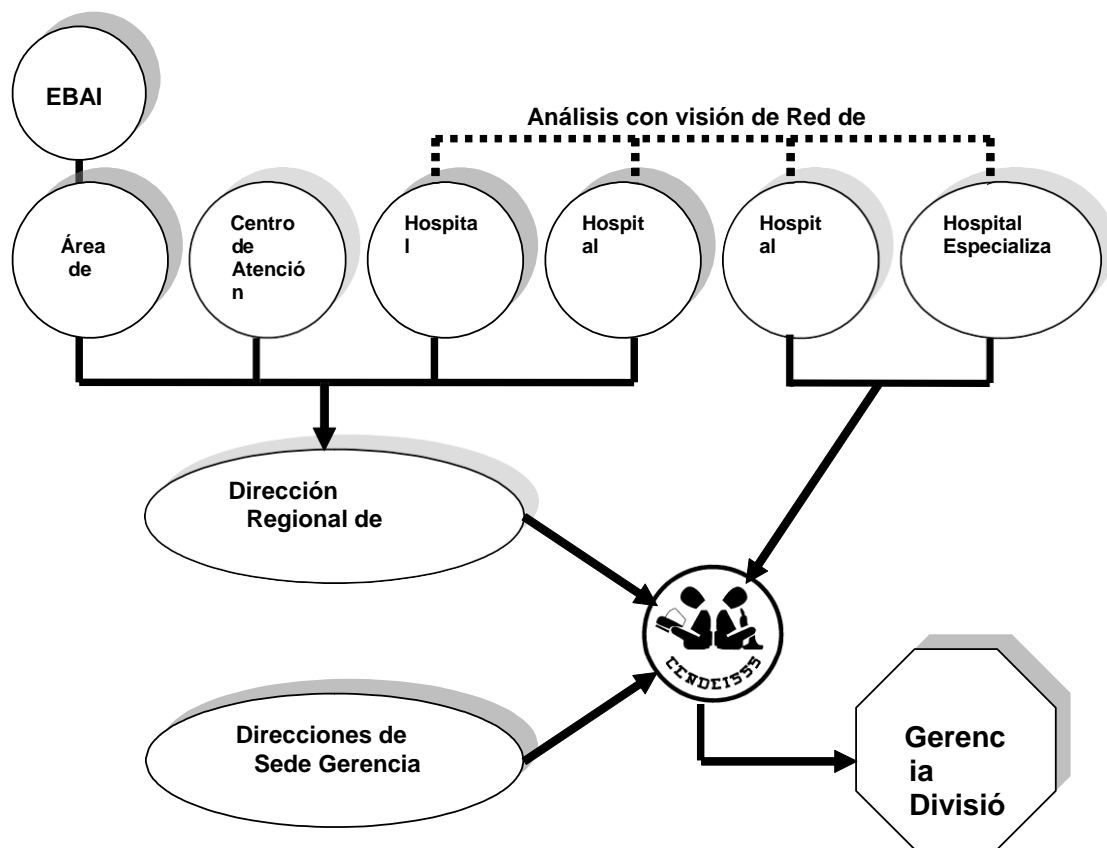 EBAI
Análisis con visión de Red de
Área
de
Centro
de
Atenció
n
Hospita
l
Hospit
al
Hospit
al
Hospital
Especializa
Dirección
Regional de
CENDEISSS
Direcciones de
Sede Gerencia
Gerenc
ia
Divisió